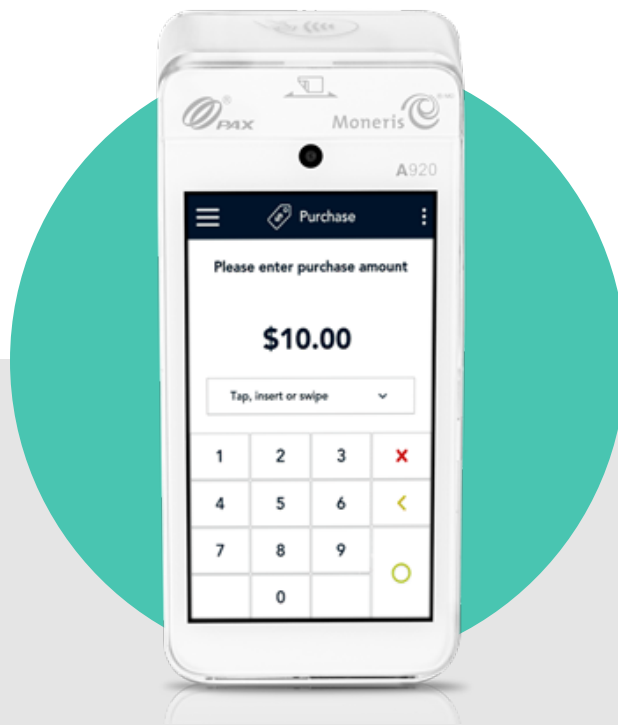 PAX®
Moneris
A920
$ Purchase
Please enter purchase amount
$10.00
Tap, insert or swipe
1 2 3 X
4 5 6 <
7 8 9 O
0